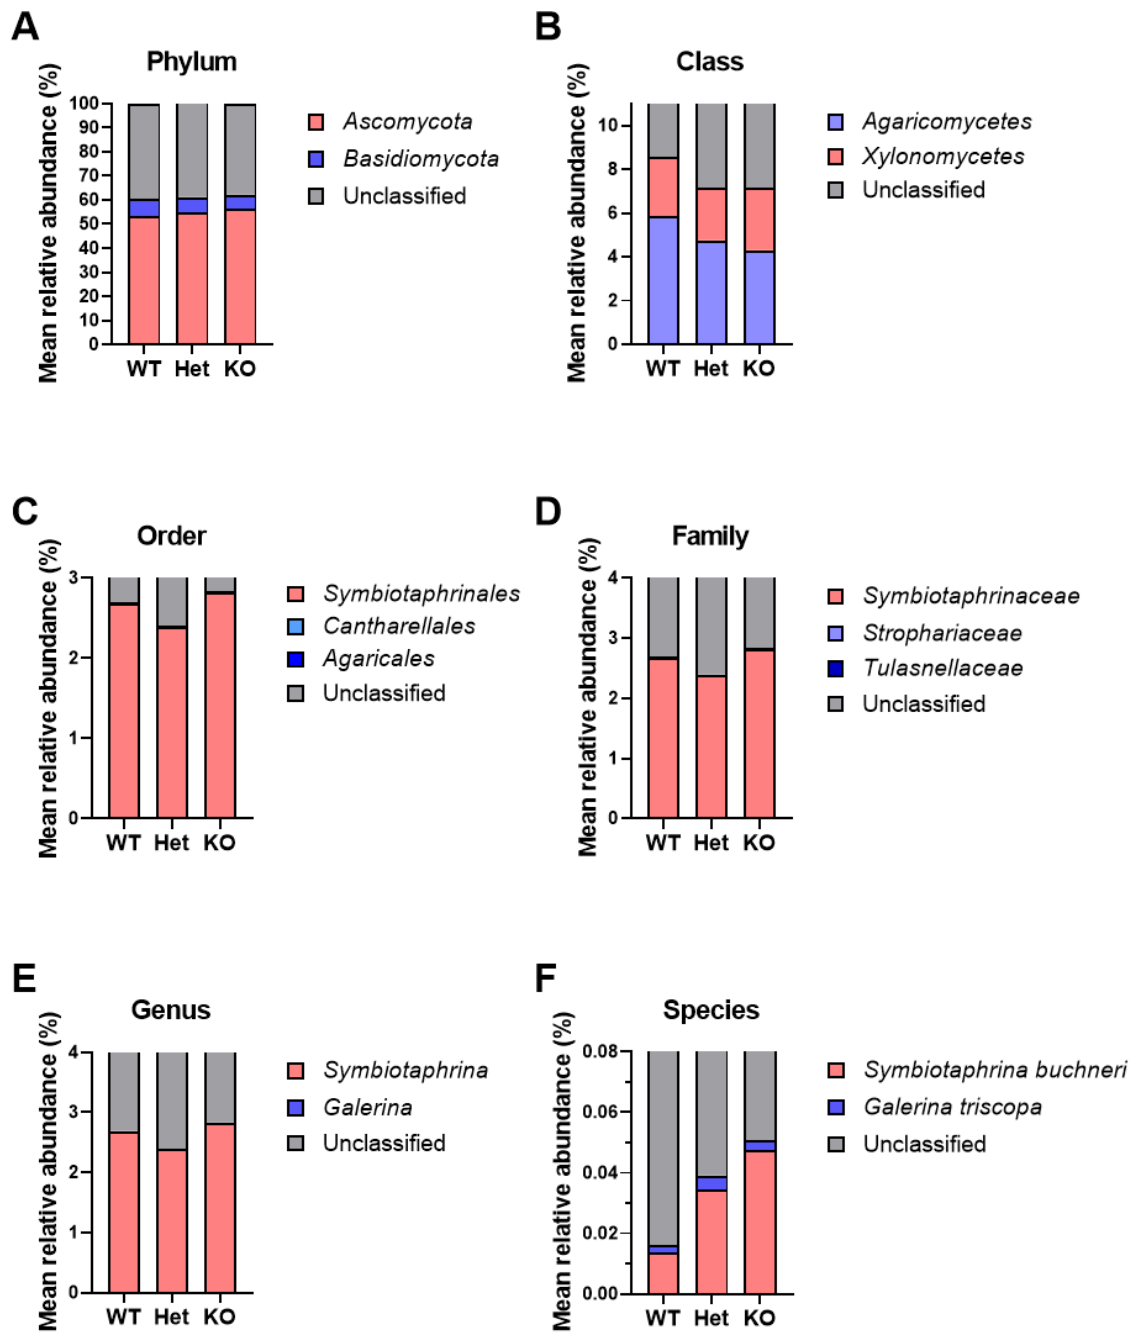 A
Phylum
Mean relative abundance (%)
100
90
80
70
60
50
40
30
20
10
0
WT Het KO
Ascomycota
Basidiomycota
Unclassified
B
Class
Mean relative abundance (%)
10
8
6
4
2
0
WT Het KO
Agaricomycetes
Xylonomycetes
Unclassified
C
Order
Mean relative abundance (%)
3
2
1
0
WT Het KO
Symbiotaphrinales
Cantharellales
Agaricales
Unclassified
D
Family
Mean relative abundance (%)
4
3
2
1
0
WT Het KO
Symbiotaphrinaceae
Strophariaceae
Tulasnellaceae
Unclassified
E
Genus
Mean relative abundance (%)
4
3
2
1
0
WT Het KO
Symbiotaphrina
Galerina
Unclassified
F
Species
Mean relative abundance (%)
0.08
0.06
0.04
0.02
0.00
WT Het KO
Symbiotaphrina buchneri
Galerina triscopa
Unclassified